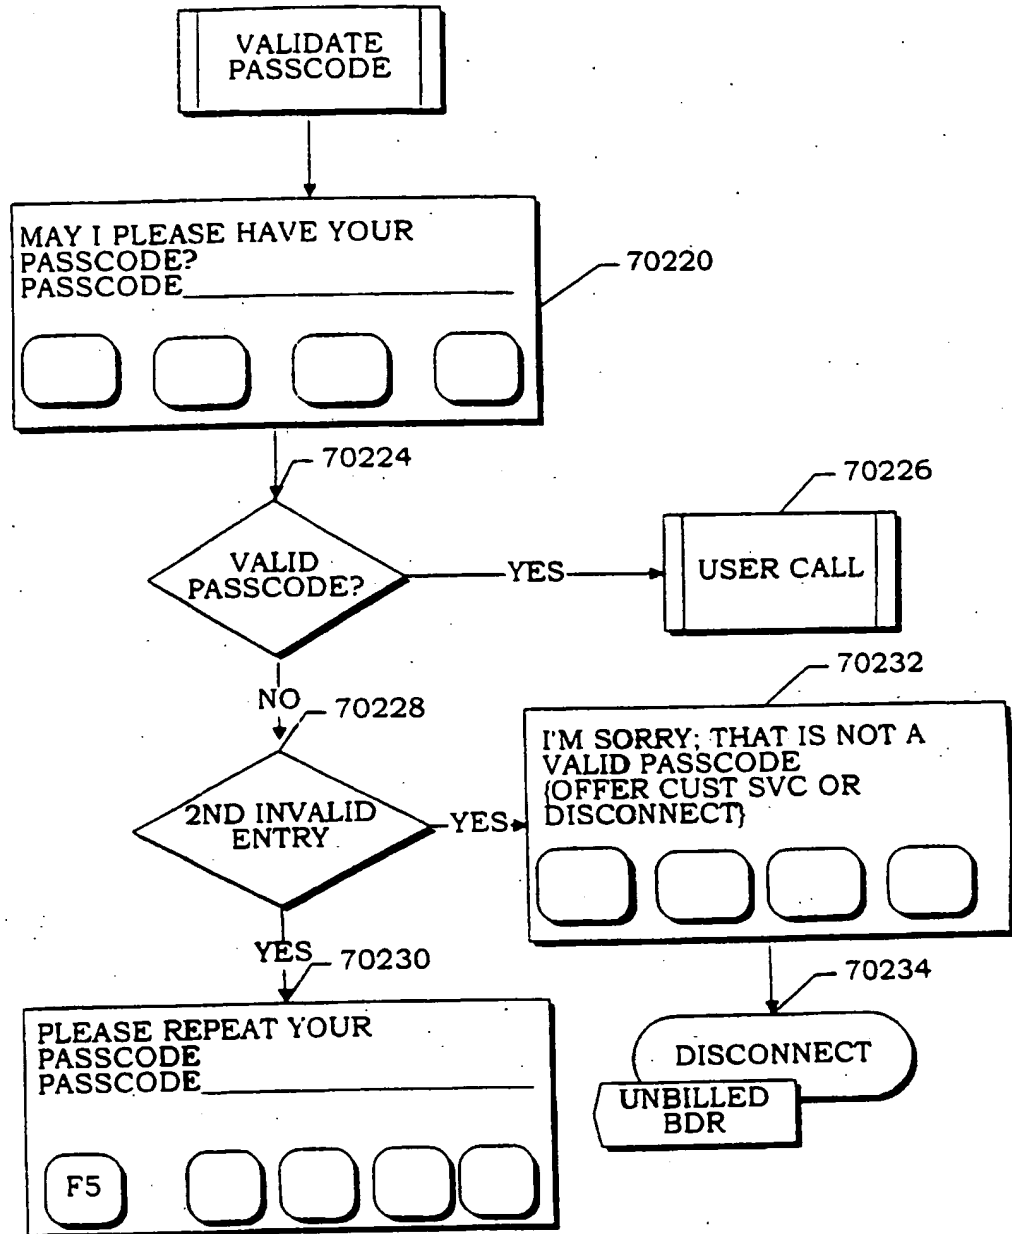 VALIDATE
PASSCODE
MAY I PLEASE HAVE YOUR
PASSCODE?
PASSCODE
70220
70224
VALID
PASSCODE?
YES
70226
USER CALL
NO
70228
2ND INVALID
ENTRY
YES
70232
I'M SORRY; THAT IS NOT A
VALID PASSCODE
{OFFER CUST SVC OR
DISCONNECT}
YES
70230
PLEASE REPEAT YOUR
PASSCODE
PASSCODE
F5
70234
DISCONNECT
UNBILLED
BDR